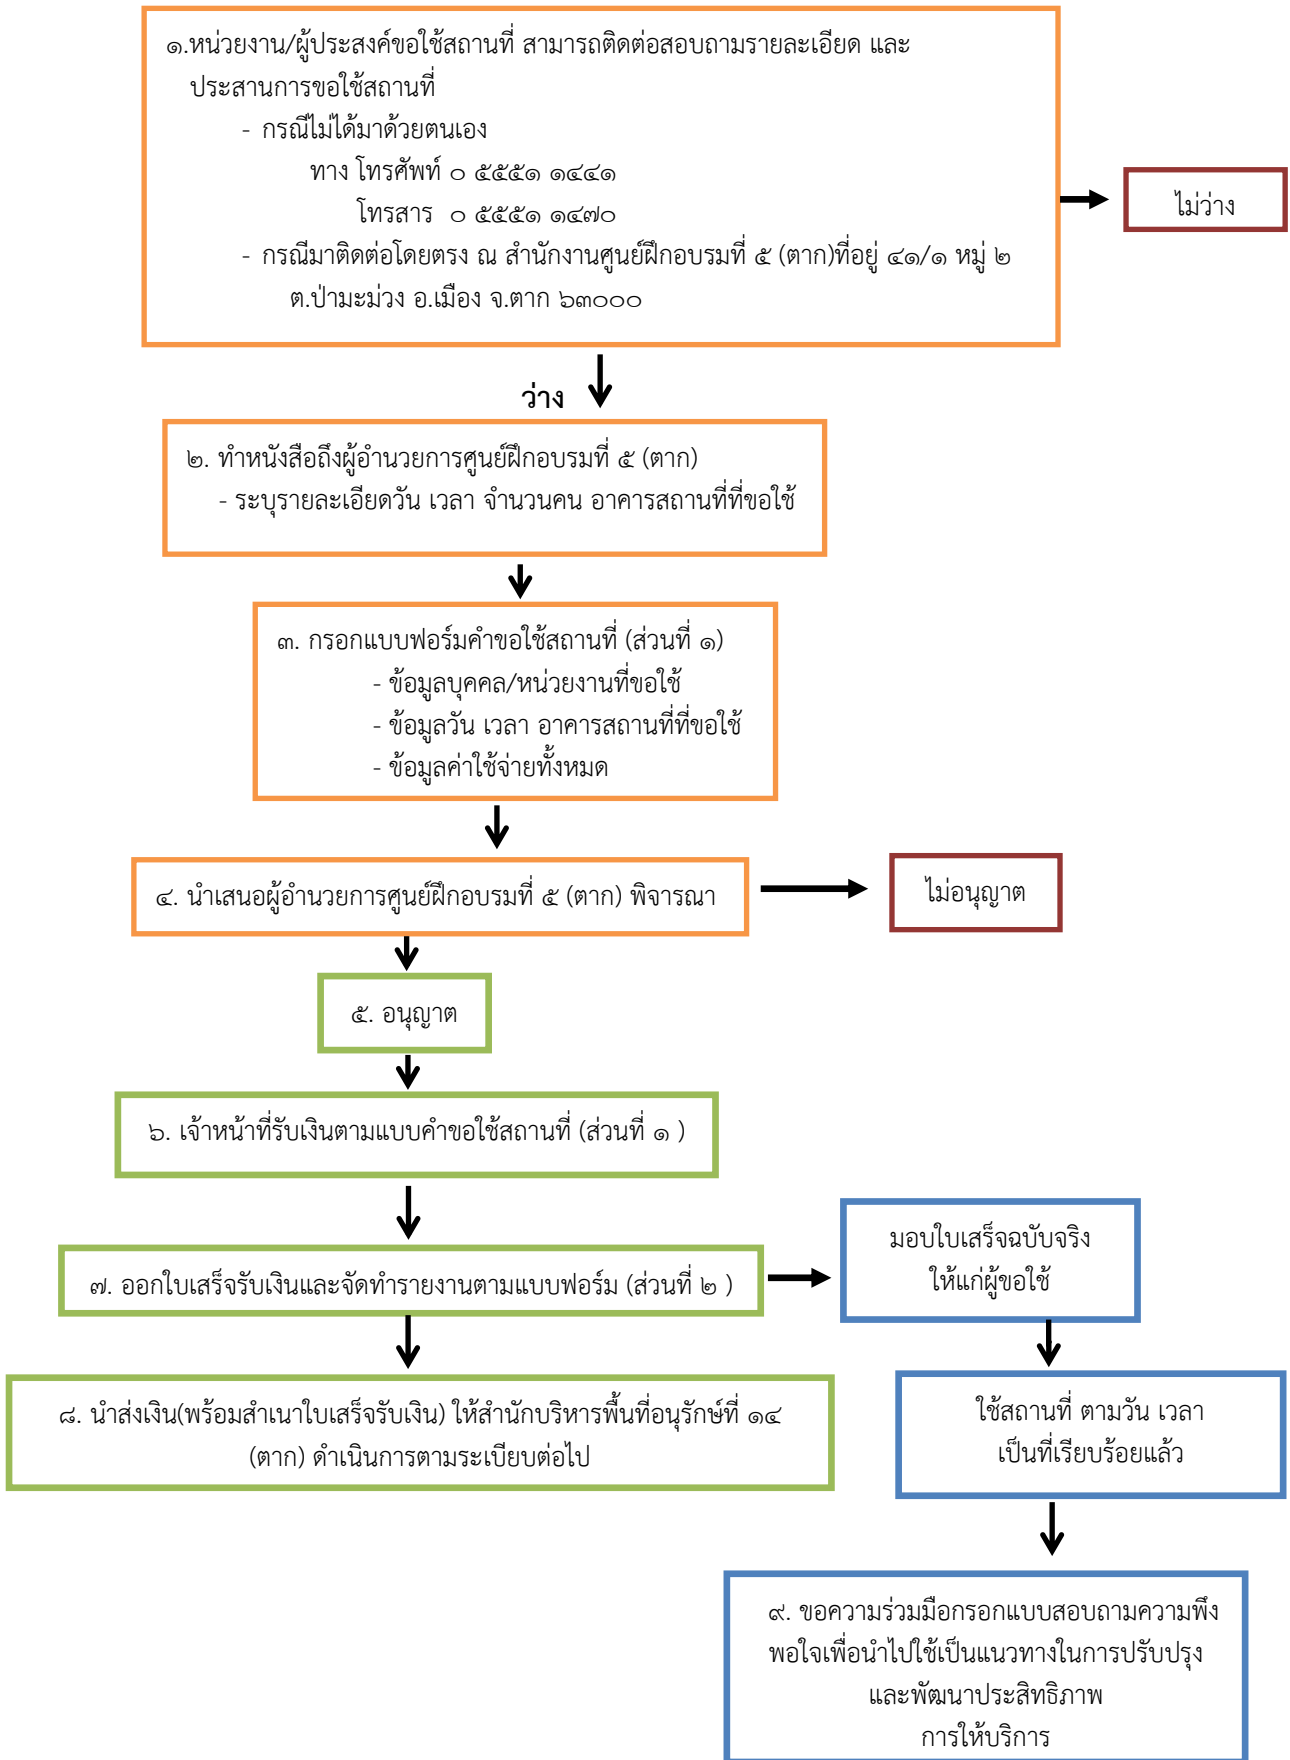 ๑.หน่วยงาน/ผู้ประสงค์ขอใช้สถานที่ สามารถติดต่อสอบถามรายละเอียด และ
ประสานการขอใช้สถานที่
- กรณีไม่ได้มาด้วยตนเอง
ทาง โทรศัพท์ ๐ ๕๕๕๑ ๑๔๔๑
โทรสาร ๐ ๕๕๕๑ ๑๔๗๐
- กรณีมาติดต่อโดยตรง ณ สำนักงานศูนย์ฝึกอบรมที่ ๕ (ตาก)ที่อยู่ ๔๑/๑ หมู่ ๒
ต.ป่ามะม่วง อ.เมือง จ.ตาก ๖๓๐๐๐
ไม่ว่าง
ว่าง
๒. ทำหนังสือถึงผู้อำนวยการศูนย์ฝึกอบรมที่ ๕ (ตาก)
- ระบุรายละเอียดวัน เวลา จำนวนคน อาคารสถานที่ที่ขอใช้
๓. กรอกแบบฟอร์มคำขอใช้สถานที่ (ส่วนที่ ๑)
- ข้อมูลบุคคล/หน่วยงานที่ขอใช้
- ข้อมูลวัน เวลา อาคารสถานที่ที่ขอใช้
- ข้อมูลค่าใช้จ่ายทั้งหมด
๔. นำเสนอผู้อำนวยการศูนย์ฝึกอบรมที่ ๕ (ตาก) พิจารณา
ไม่อนุญาต
๕. อนุญาต
๖. เจ้าหน้าที่รับเงินตามแบบคำขอใช้สถานที่ (ส่วนที่ ๑ )
๗. ออกใบเสร็จรับเงินและจัดทำรายงานตามแบบฟอร์ม (ส่วนที่ ๒ )
มอบใบเสร็จฉบับจริง
ให้แก่ผู้ขอใช้
๘. นำส่งเงิน(พร้อมสำเนาใบเสร็จรับเงิน) ให้สำนักบริหารพื้นที่อนุรักษ์ที่ ๑๔
(ตาก) ดำเนินการตามระเบียบต่อไป
ใช้สถานที่ ตามวัน เวลา
เป็นที่เรียบร้อยแล้ว
๙. ขอความร่วมมือกรอกแบบสอบถามความพึง
พอใจเพื่อนำไปใช้เป็นแนวทางในการปรับปรุง
และพัฒนาประสิทธิภาพ
การให้บริการ